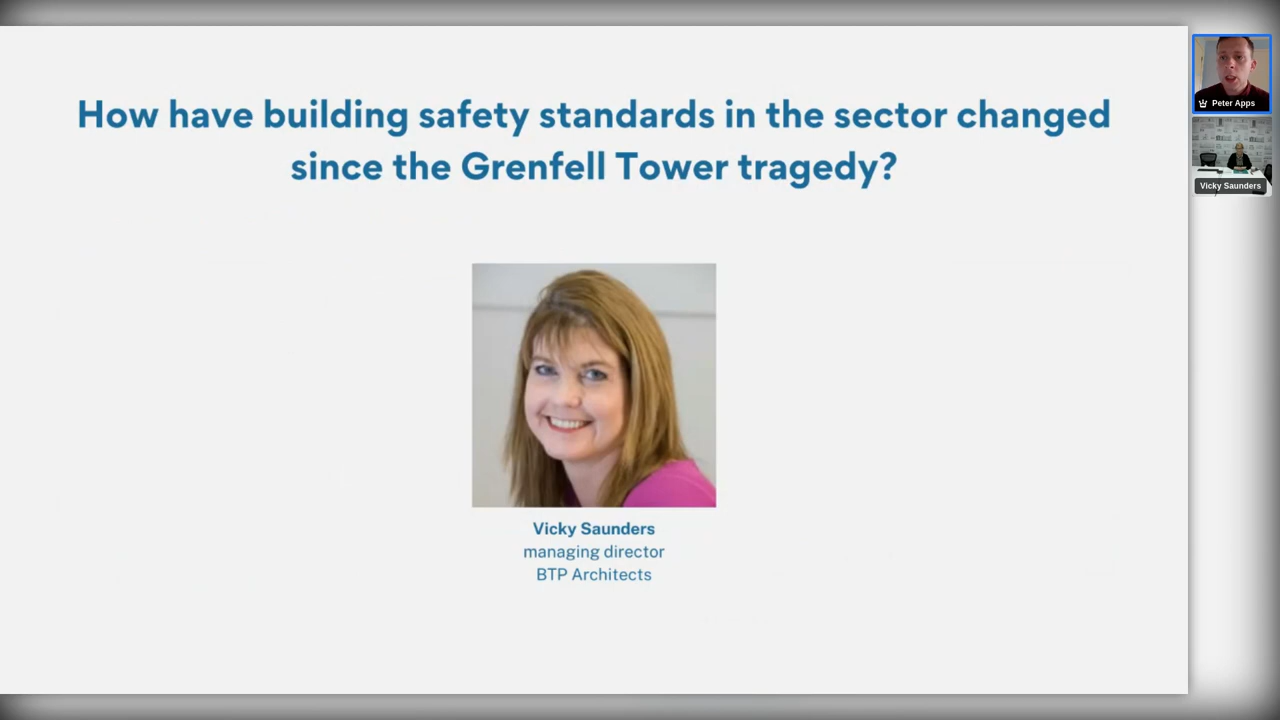 How have building safety standards in the sector changed
since the Grenfell Tower tragedy?
Vicky Saunders
managing director
BTP Architects
Peter Apps
Vicky Saunders